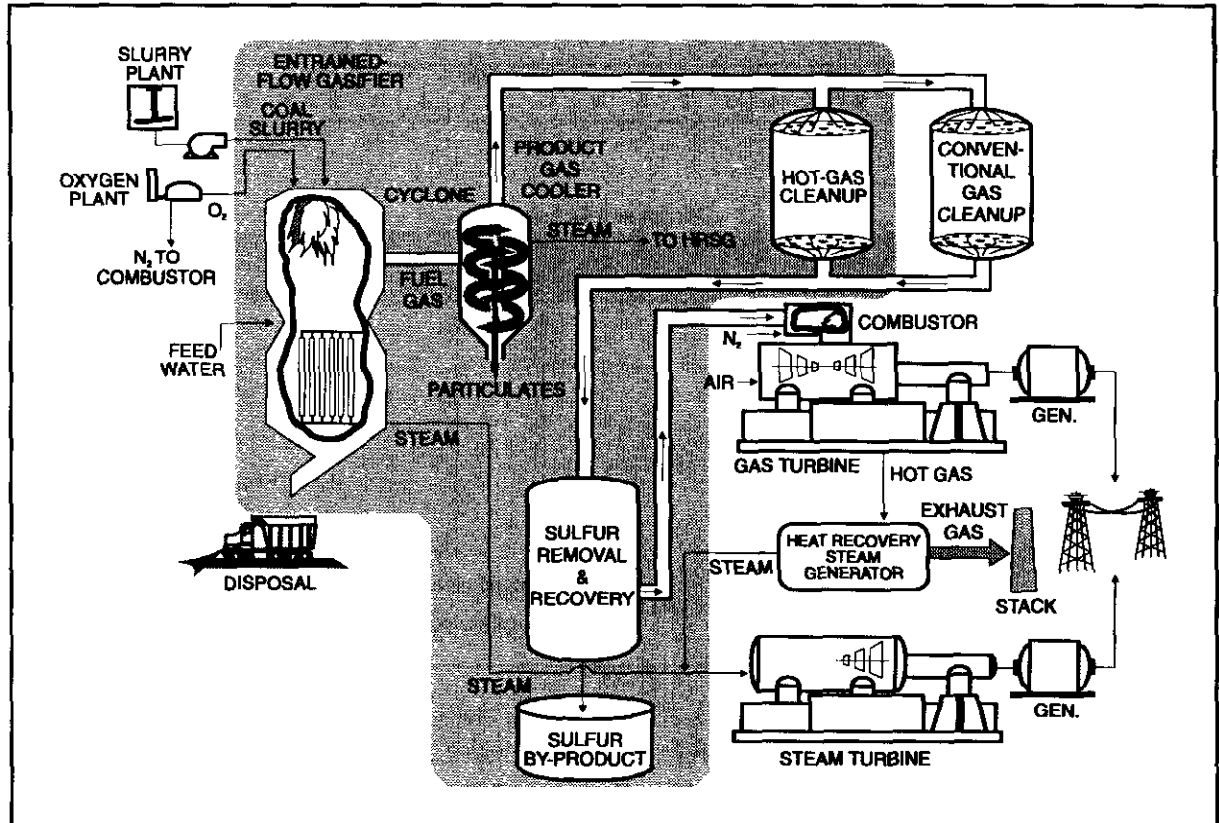 SLURRY
PLANT
ENTRAINED-
FLOW GASIFIER
COAL
SLURRY
OXYGEN
PLANT
O₂
N₂ TO
COMBUSTOR
CYCLONE
PRODUCT
GAS
COOLER
STEAM
TO HRSG
FUEL
GAS
HOT-GAS
CLEANUP
CONVEN-
TIONAL
GAS
CLEANUP
FEED
WATER
PARTICULATES
STEAM
COMBUSTOR
N₂
AIR
GEN.
GAS TURBINE
HOT GAS
DISPOSAL
SULFUR
REMOVAL
&
RECOVERY
STEAM
HEAT RECOVERY
STEAM
GENERATOR
EXHAUST
GAS
STACK
STEAM
SULFUR
BY-PRODUCT
GEN.
STEAM TURBINE